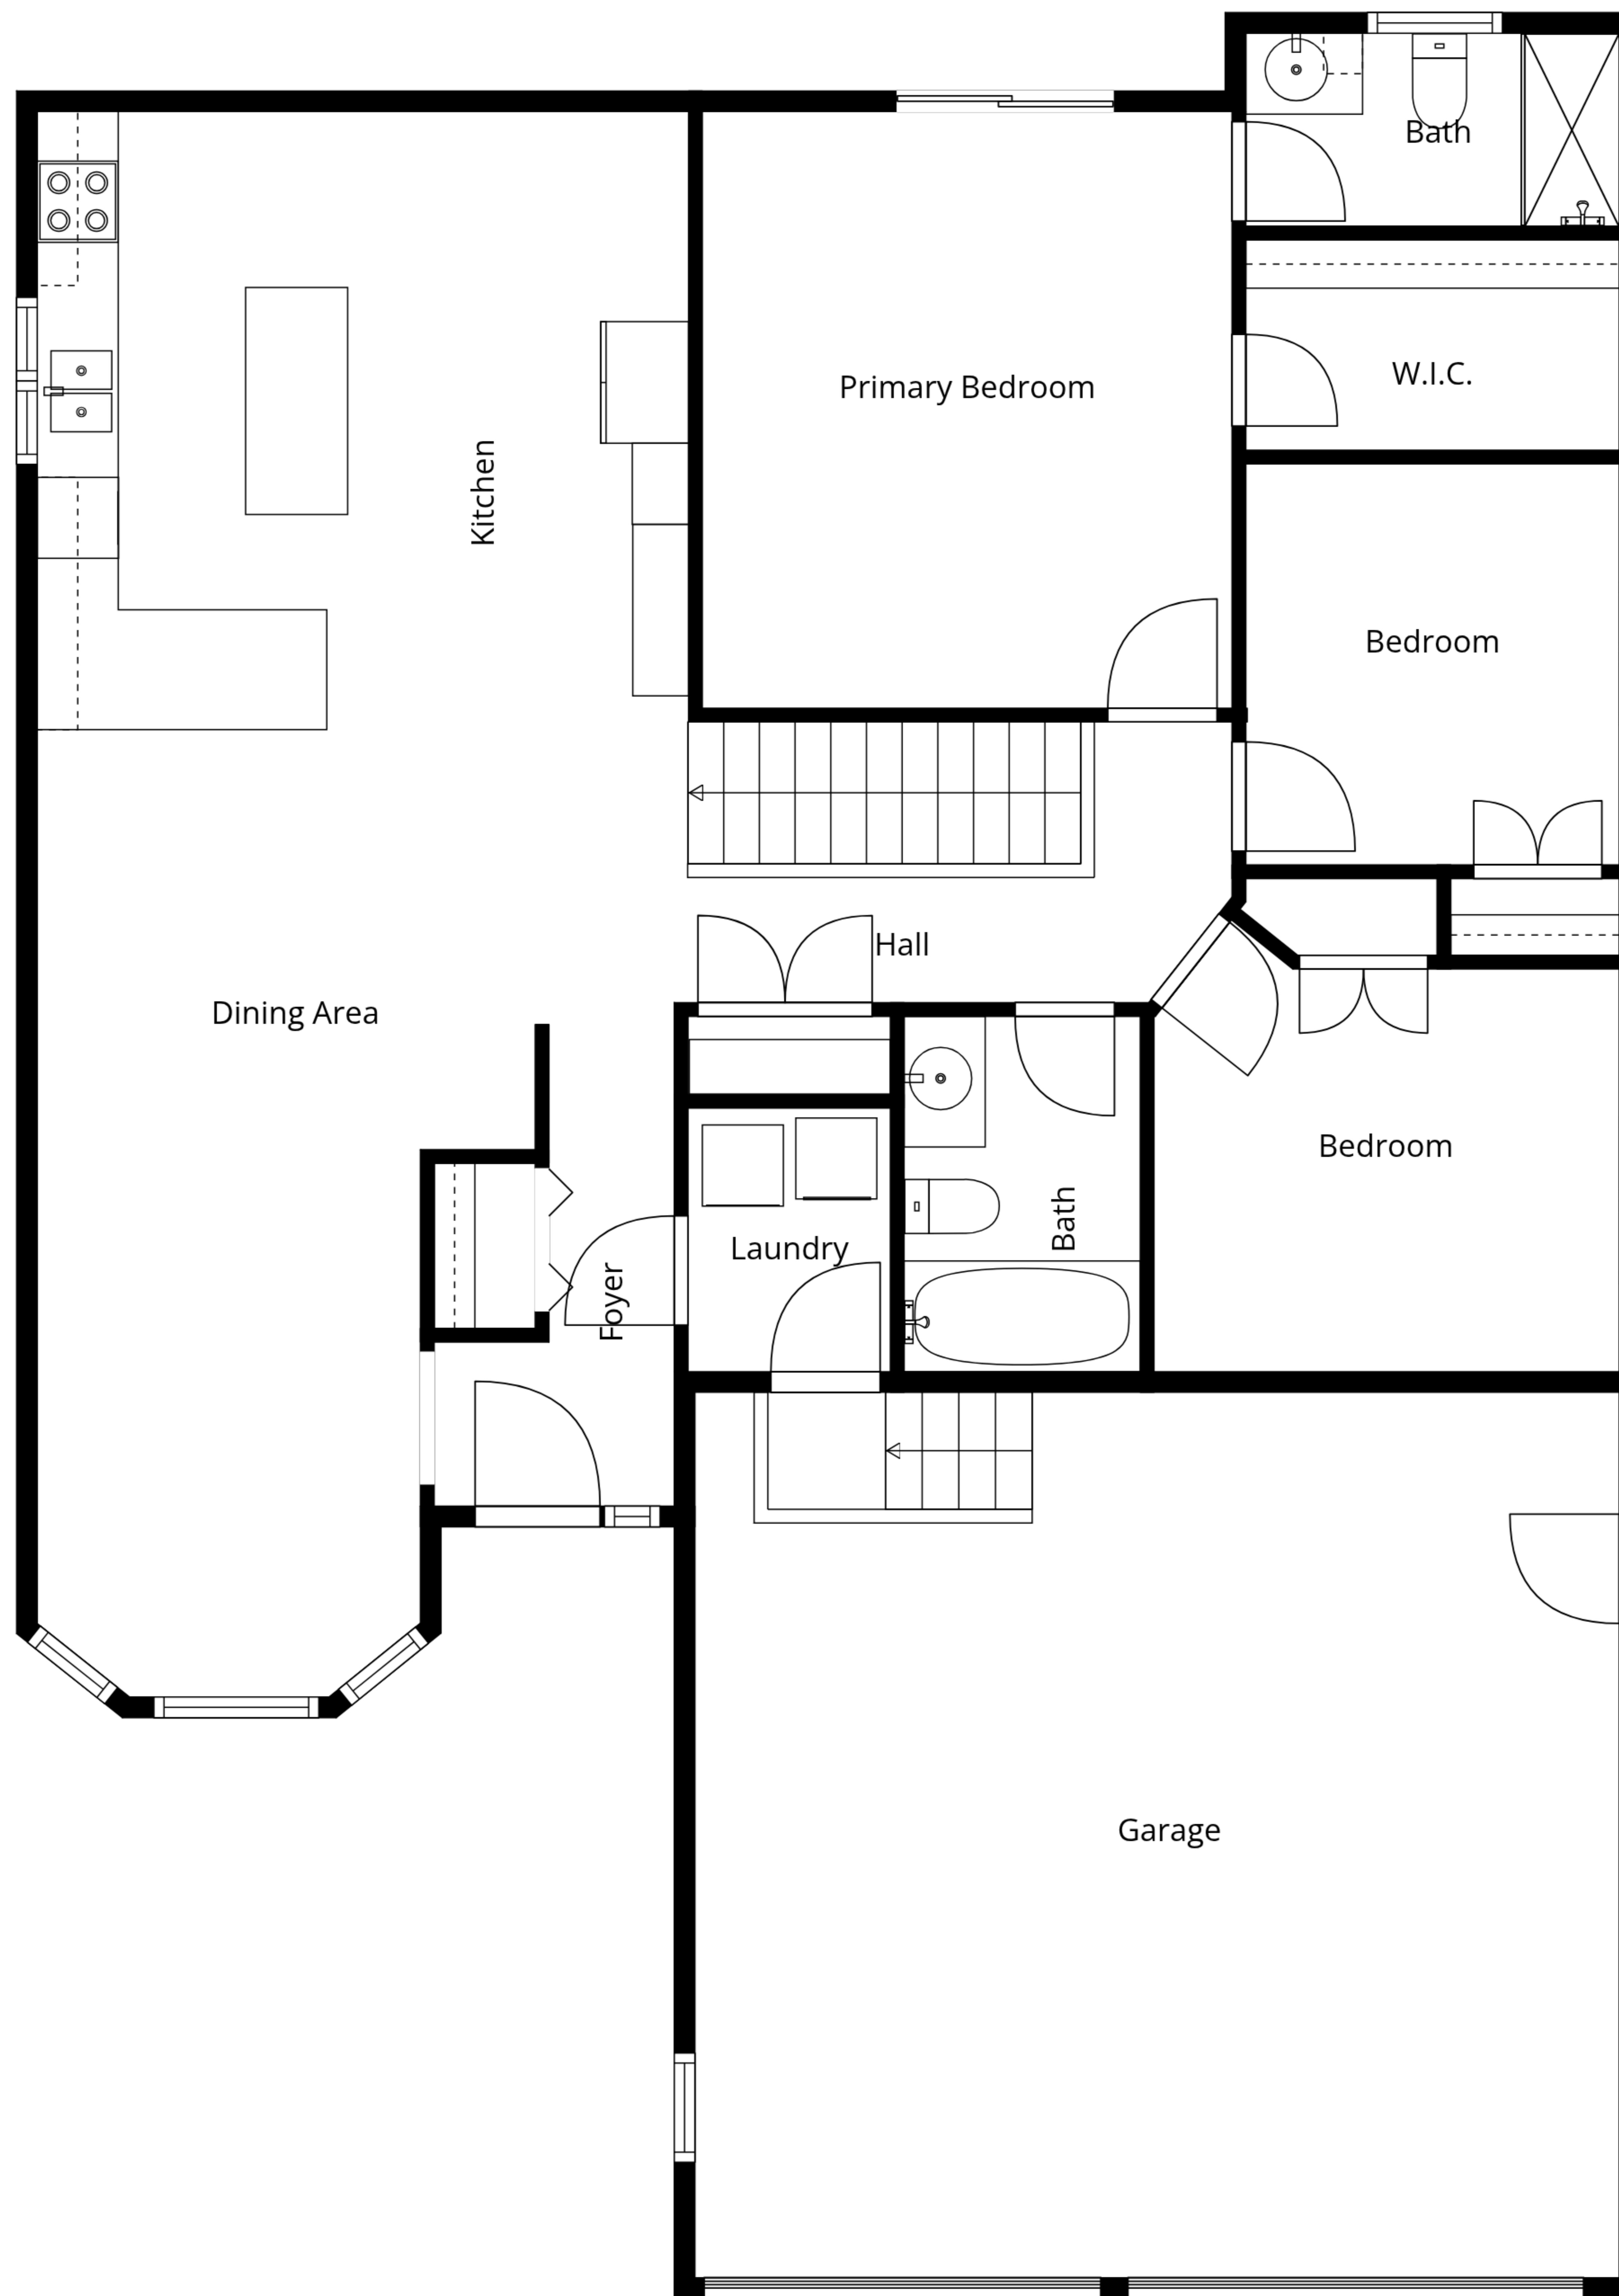 Bath
Primary Bedroom
W.I.C.
Kitchen
Bedroom
Hall
Dining Area
Bedroom
Bath
Laundry
Foyer
Garage